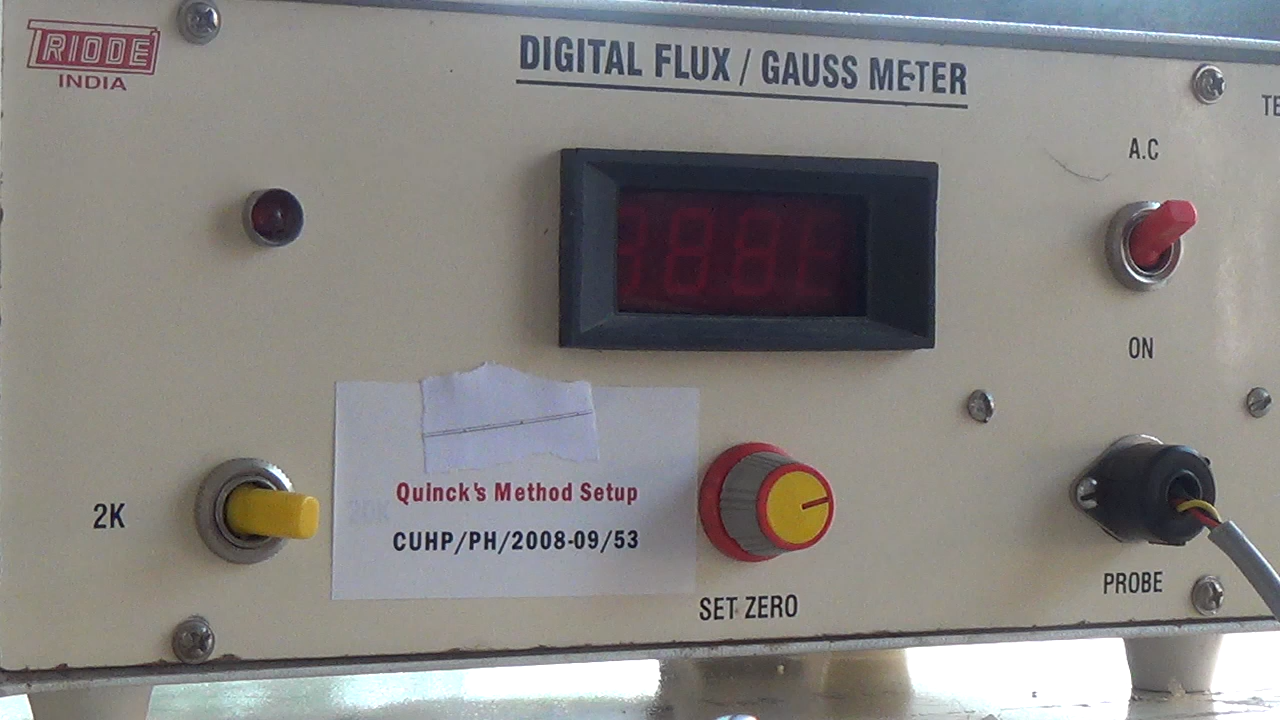 TRIODE
INDIA
DIGITAL FLUX / GAUSS METER
A.C
ON
2K
20K
Quinck's Method Setup
CUHP/PH/2008-09/53
SET ZERO
PROBE